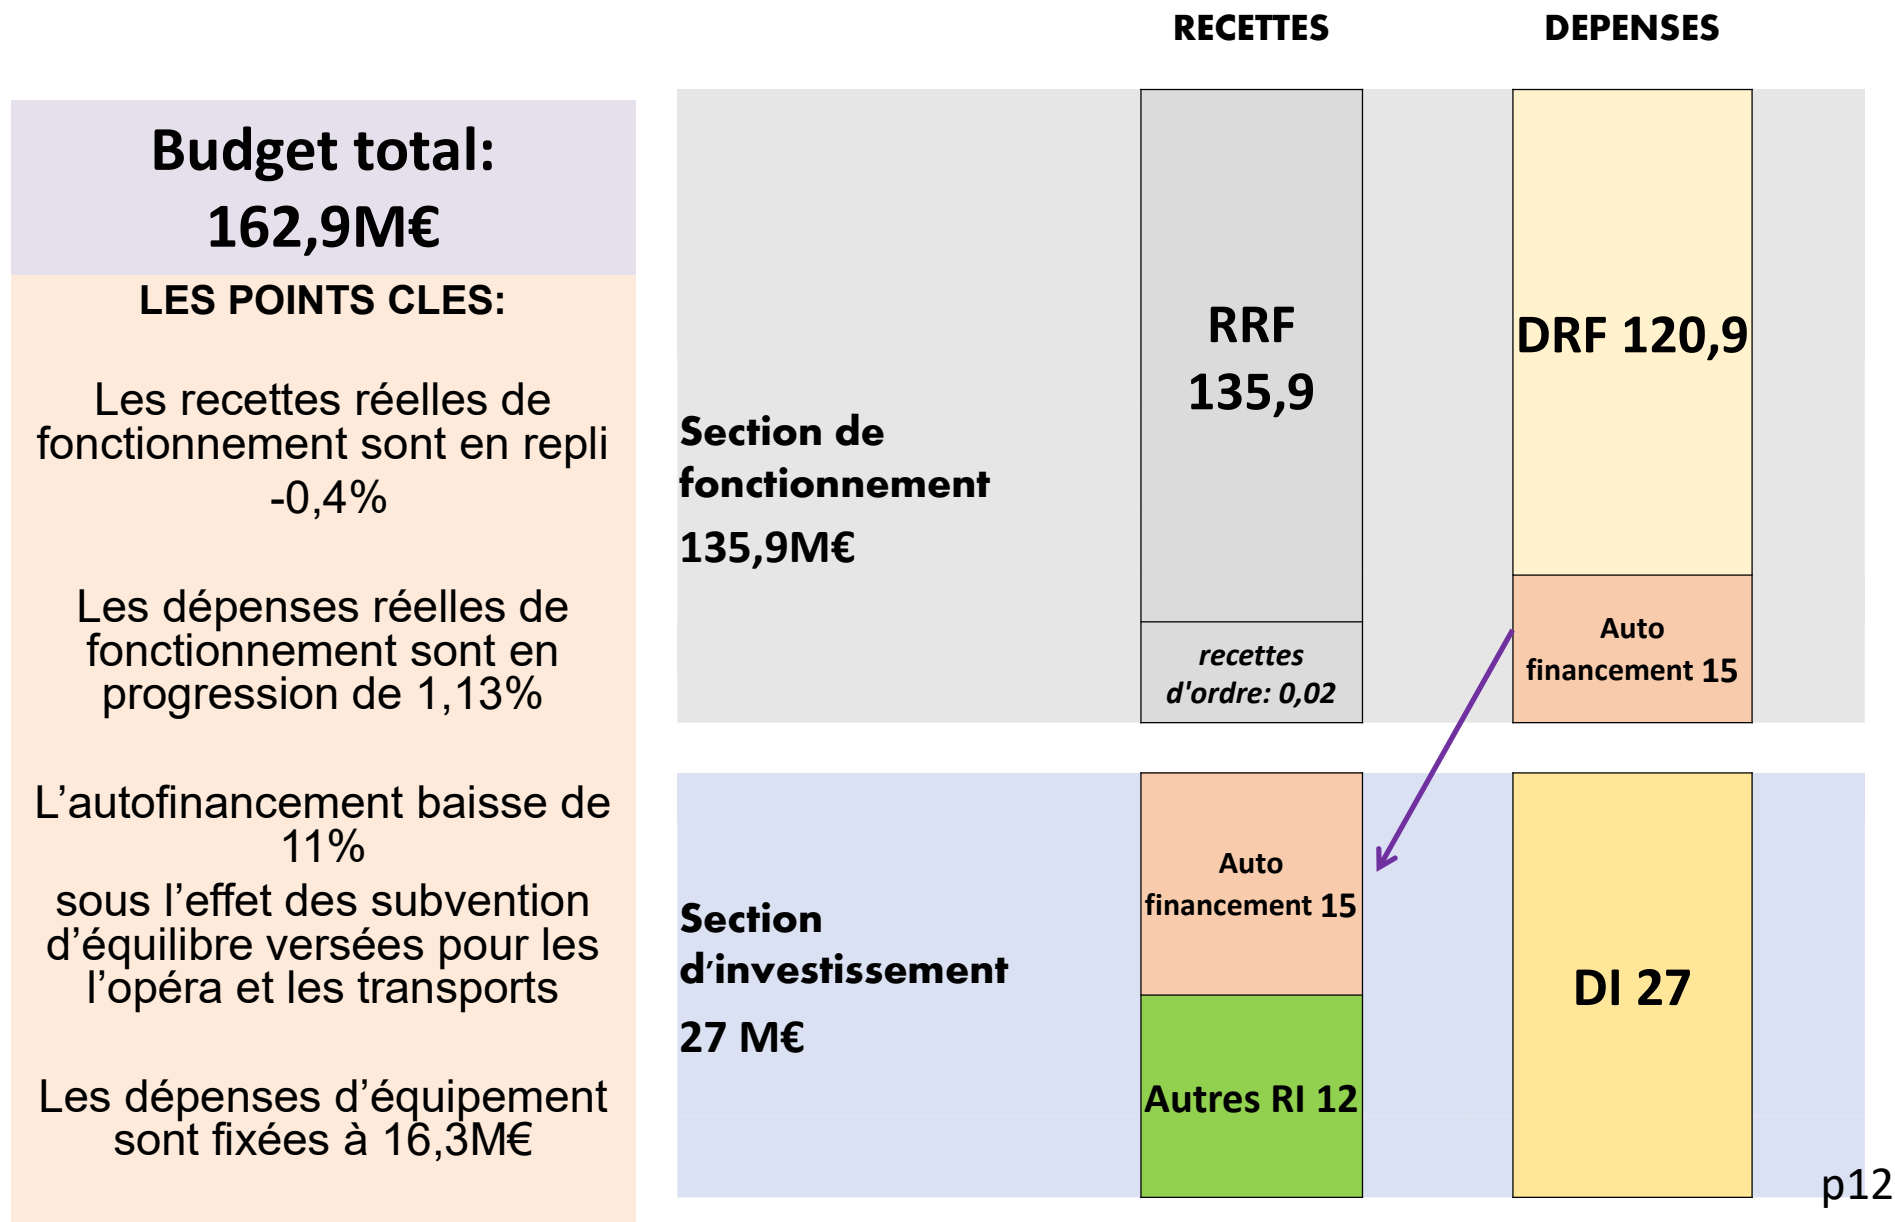 RECETTES
DEPENSES
Budget total:
162,9M€
LES POINTS CLES:
Les recettes réelles de
fonctionnement sont en repli
-0,4%
Les dépenses réelles de
fonctionnement sont en
progression de 1,13%
L’autofinancement baisse de
11%
sous l’effet des subvention
d’équilibre versées pour les
l’opéra et les transports
Les dépenses d’équipement
sont fixées à 16,3M€
Section de
fonctionnement
135,9M€
RRF
135,9
recettes
d'ordre: 0,02
DRF 120,9
Auto
financement 15
Section
d'investissement
27 M€
Auto
financement 15
Autres RI 12
DI 27
p12